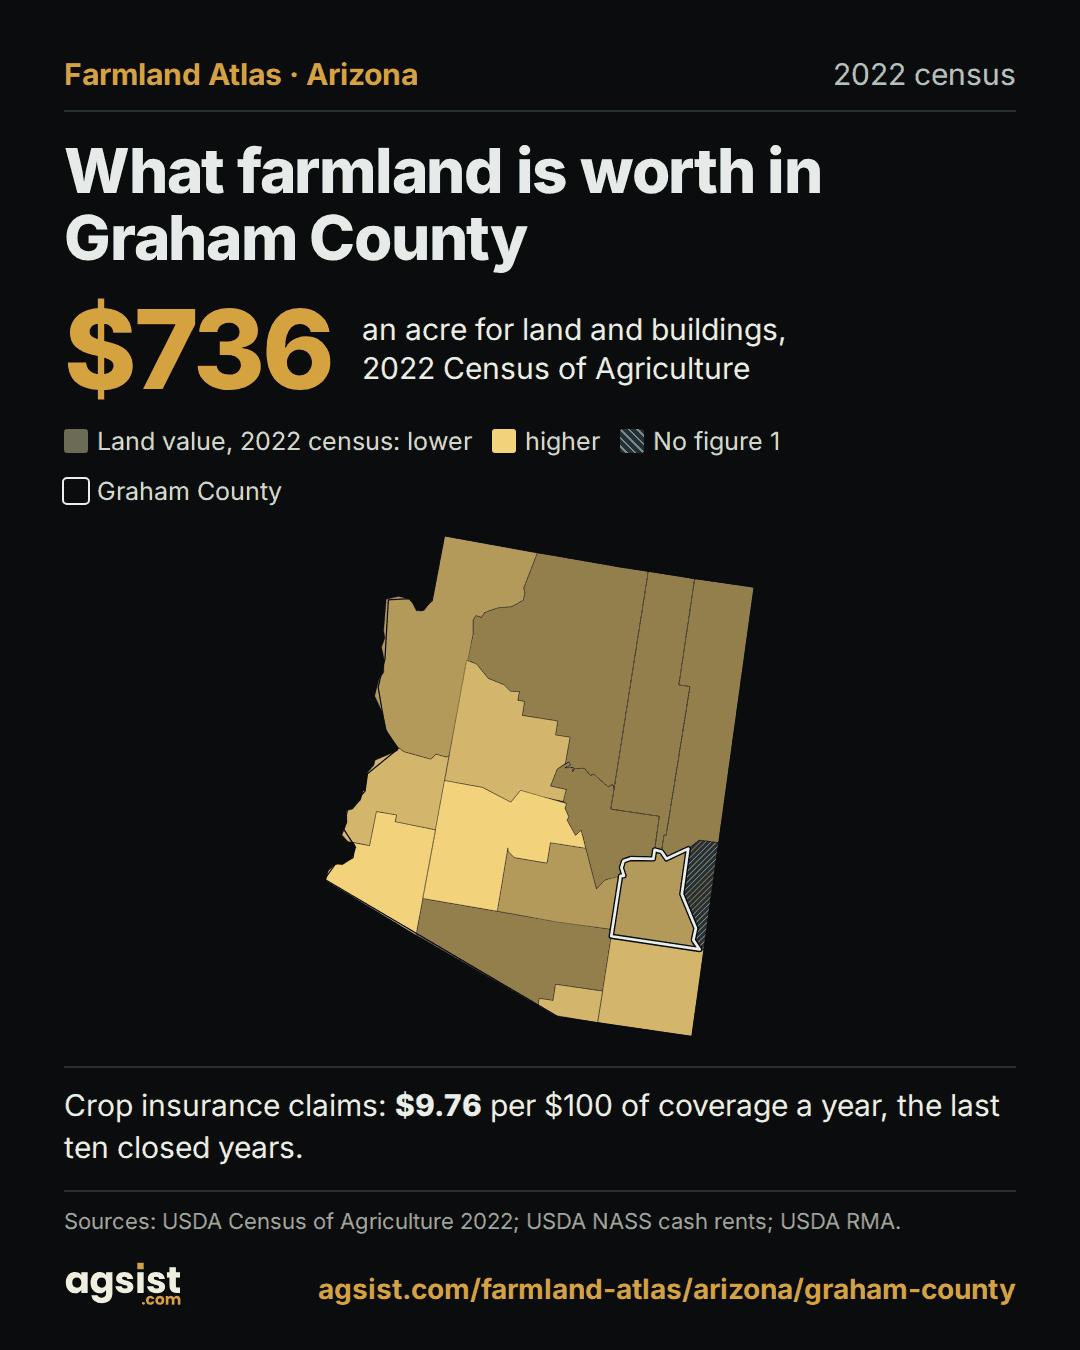 Farmland Atlas · Arizona
2022 census
What farmland is worth in
Graham County
$736
an acre for land and buildings,
2022 Census of Agriculture
Land value, 2022 census: lower
higher
No figure 1
Graham County
Crop insurance claims: $9.76 per $100 of coverage a year, the last
ten closed years.
Sources: USDA Census of Agriculture 2022; USDA NASS cash rents; USDA RMA.
agsist
.com
agsist.com/farmland-atlas/arizona/graham-county